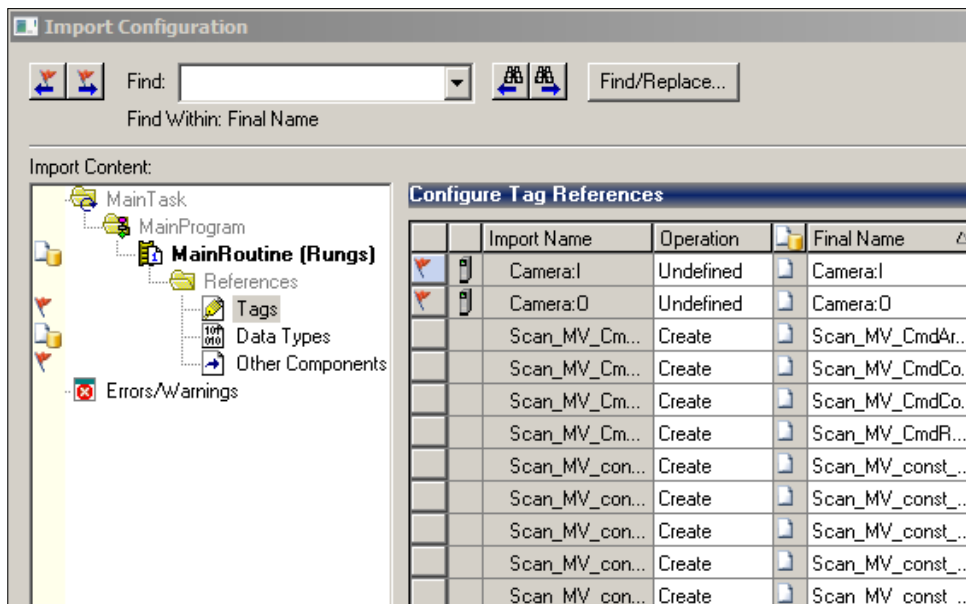 Import Configuration
Find:
Find/Replace...
Find Within: Final Name
Import Content:
MainTask
MainProgram
MainRoutine (Rungs)
References
Tags
Data Types
Other Components
Errors/Warnings
Configure Tag References
Import Name Operation Final Name
Camera:I Undefined Camera:I
Camera:O Undefined Camera:O
Scan_MV_Cm... Create Scan_MV_CmdAr..
Scan_MV_Cm... Create Scan_MV_CmdCo.
Scan_MV_Cm... Create Scan_MV_CmdCo.
Scan_MV_Cm... Create Scan_MV_CmdR...
Scan_MV_con... Create Scan_MV_const_..
Scan_MV_con... Create Scan_MV_const_..
Scan_MV_con... Create Scan_MV_const_..
Scan_MV_con... Create Scan_MV_const_..
Scan_MV_con... Create Scan_MV_const_..